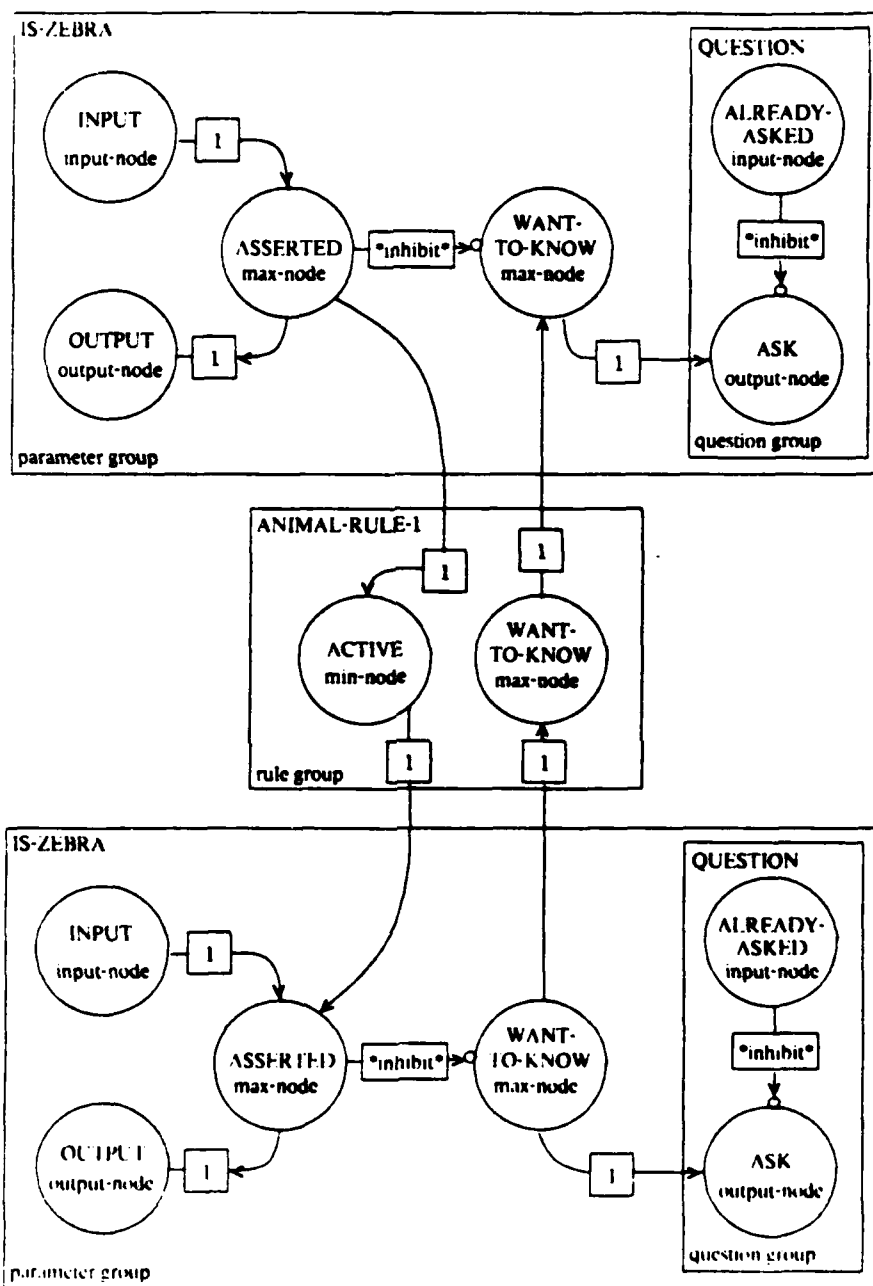 IS-ZEBRA
QUESTION
INPUT
input-node
1
ALREADY-
ASKED
input-node
ASSERTED
max-node
*inhibit*
WANT-
TO-KNOW
max-node
*inhibit*
OUTPUT
output-node
1
1
ASK
output-node
parameter group
question group
ANIMAL-RULE-1
1
1
ACTIVE
min-node
WANT-
TO-KNOW
max-node
1
1
rule group
IS-ZEBRA
QUESTION
INPUT
input-node
1
ALREADY-
ASKED
input-node
ASSERTED
max-node
*inhibit*
WANT-
TO-KNOW
max-node
*inhibit*
OUTPUT
output-node
1
1
ASK
output-node
parameter group
question group